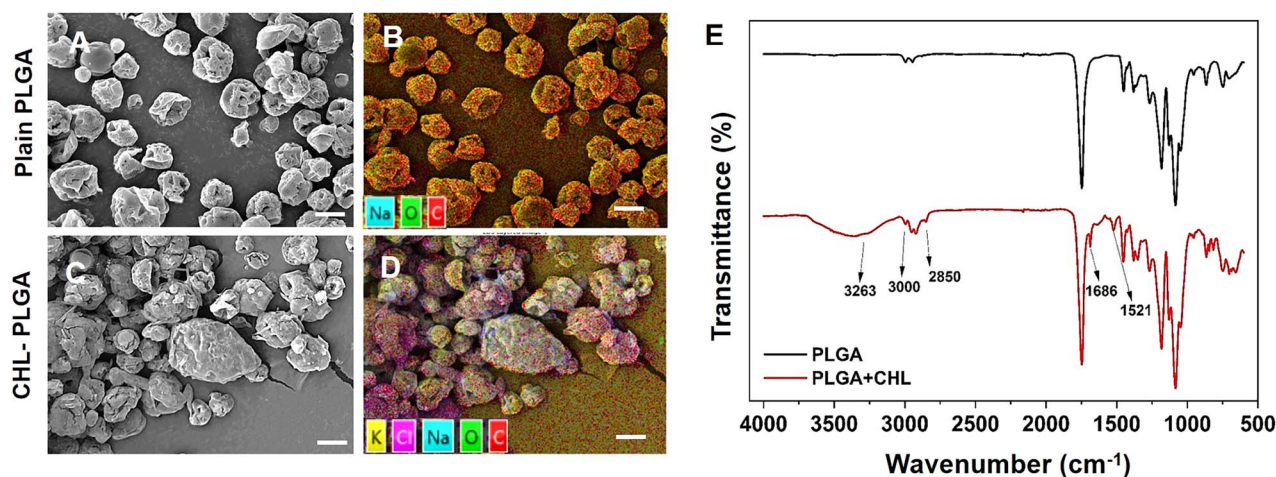 Plain PLGA
A
B
Na O C
CHL- PLGA
C
D
K Cl Na O C
E
Transmittance (%)
3263
3000
2850
1686
1521
PLGA
PLGA+CHL
4000 3500 3000 2500 2000 1500 1000 500
Wavenumber (cm⁻¹)